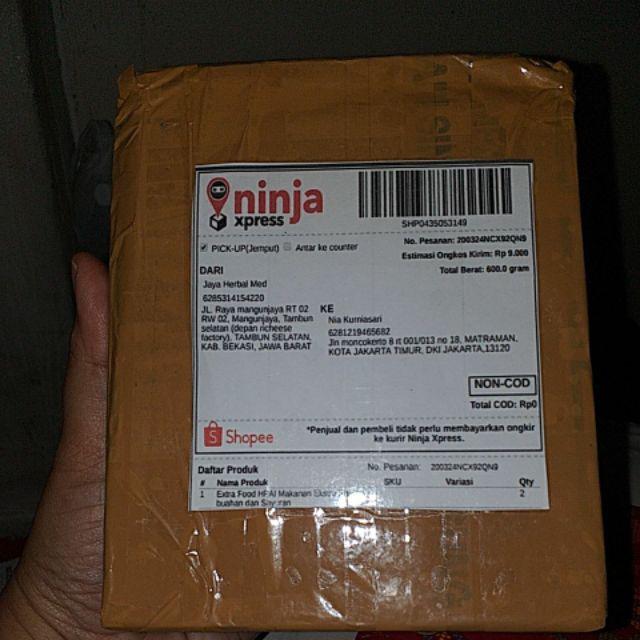 ninja
xpress
SHP0435053149
PICK-UP(Jemput) Antar ke counter
No. Pesanan: 200324NCX92QN9
Estimasi Ongkos Kirim: Rp 9.000
Total Berat: 600.0 gram
DARI
Jaya Herbal Med
6285314154220
JL. Raya mangunjaya RT 02
RW 02, Mangunjaya, Tambun
selatan (depan richeese
factory), TAMBUN SELATAN,
KAB. BEKASI, JAWA BARAT
KE
Nia Kurniasari
6281219465682
Jln moncokerto 8 rt 001/013 no 18, MATRAMAN,
KOTA JAKARTA TIMUR, DKI JAKARTA,13120
NON-COD
Total COD: Rp0
Shopee
*Penjual dan pembeli tidak perlu membayarkan ongkir
ke kurir Ninja Xpress.
Daftar Produk
No. Pesanan: 200324NCX92QN9
# Nama Produk SKU Variasi Qty
1 Extra Food HPAI Makanan 2
buahan dan Sayuran